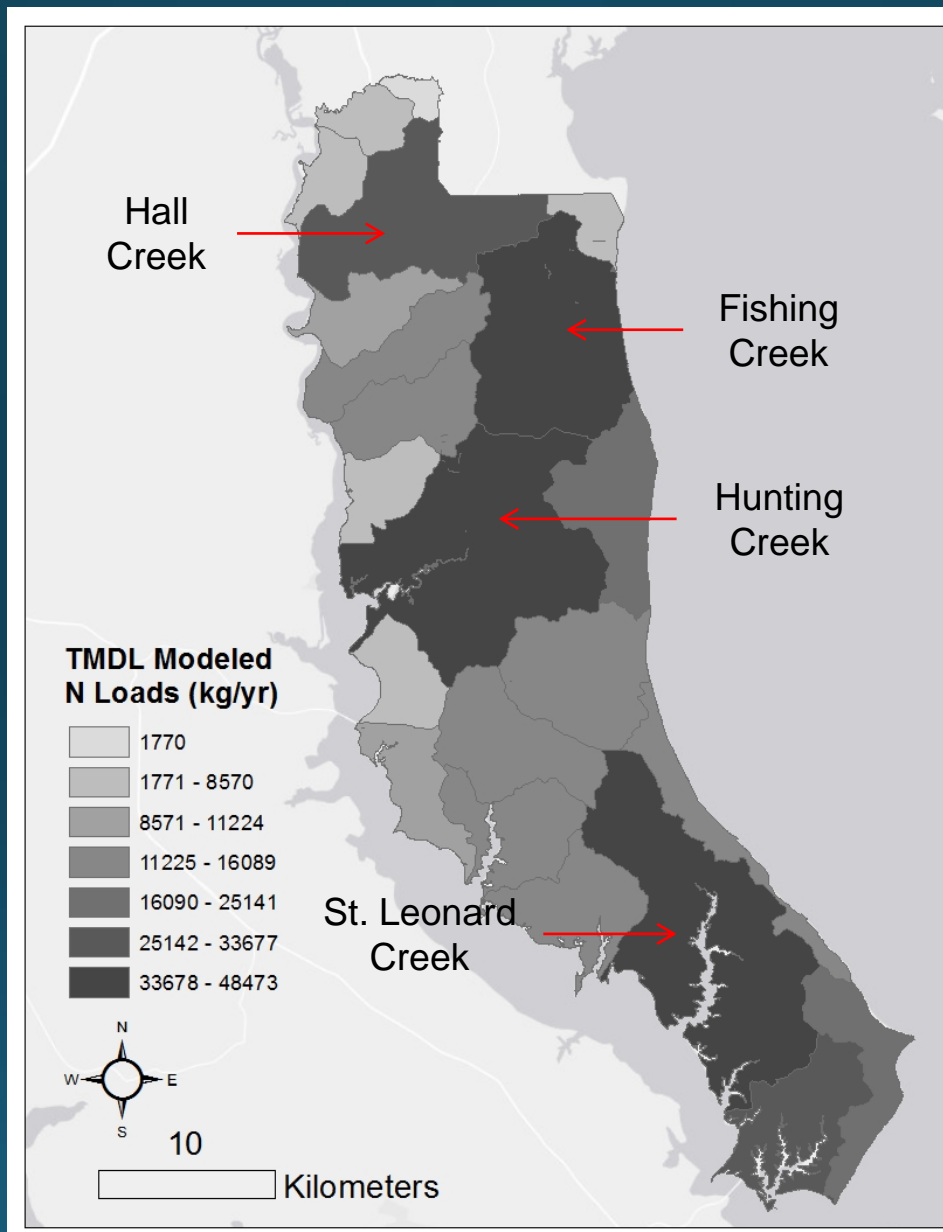 Hall
Creek
Fishing
Creek
Hunting
Creek
TMDL Modeled
N Loads (kg/yr)
1770
1771 - 8570
8571 - 11224
11225 - 16089
16090 - 25141
25142 - 33677
33678 - 48473
St. Leonard
Creek
N
W E
S
10
Kilometers